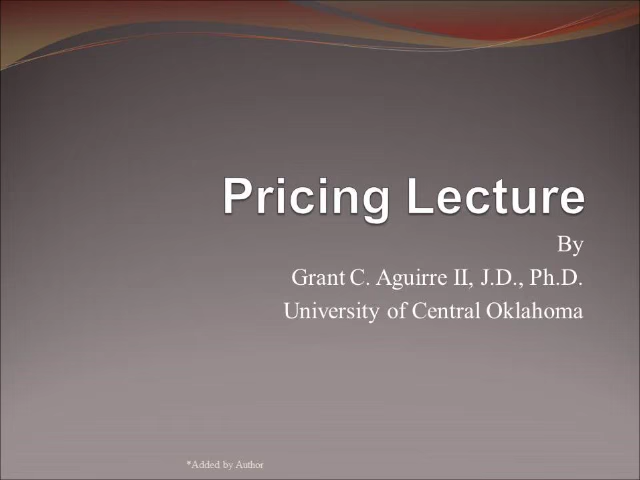 Pricing Lecture
By
Grant C. Aguirre II, J.D., Ph.D.
University of Central Oklahoma
*Added by Author